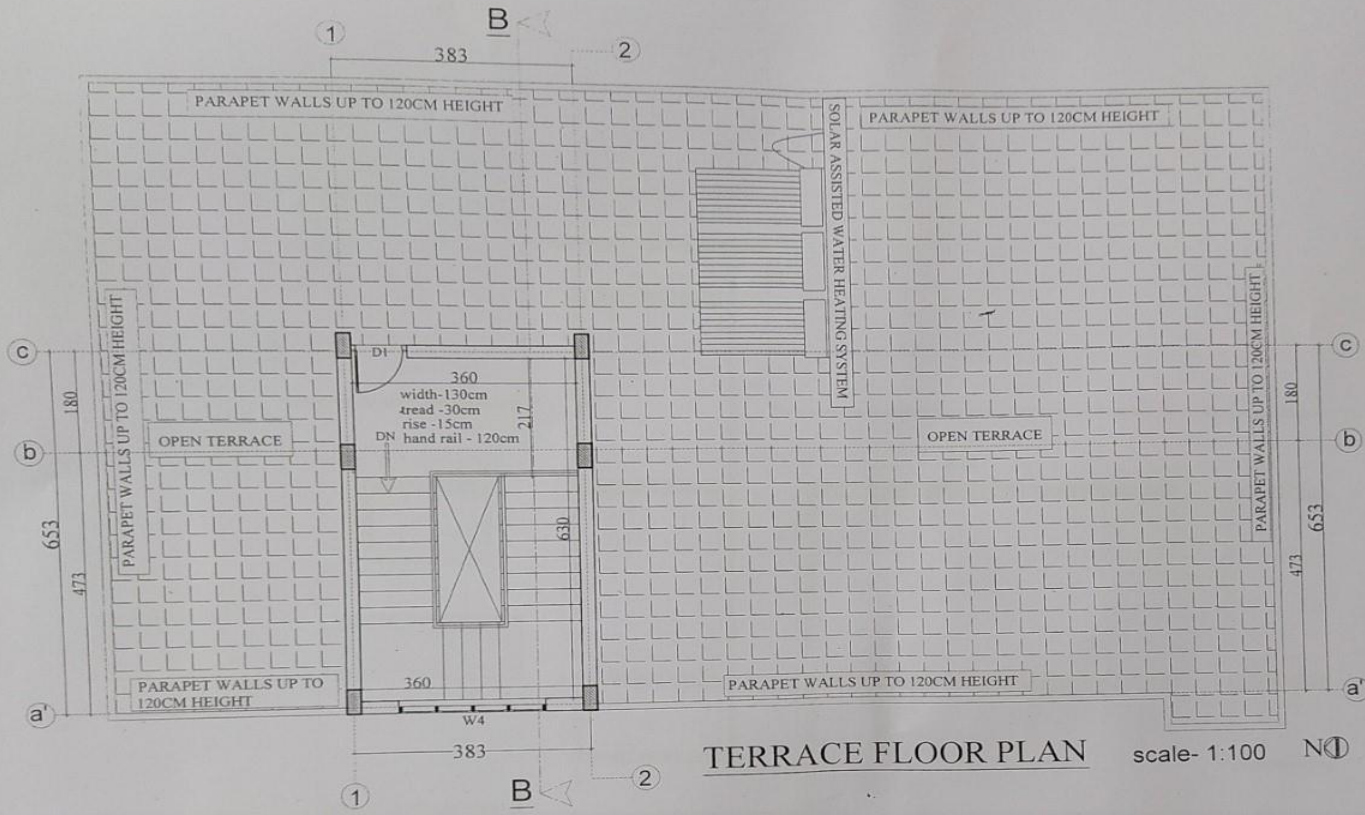 B
1
383
2
PARAPET WALLS UP TO 120CM HEIGHT
SOLAR ASSISTED WATER HEATING SYSTEM
PARAPET WALLS UP TO 120CM HEIGHT
PARAPET WALLS UP TO 120CM HEIGHT
PARAPET WALLS UP TO 120CM HEIGHT
c
D1
c
360
width-130cm
tread -30cm
rise -15cm
hand rail - 120cm
217
180
180
DN
OPEN TERRACE
OPEN TERRACE
b
b
653
473
630
473
653
PARAPET WALLS UP TO
120CM HEIGHT
360
PARAPET WALLS UP TO 120CM HEIGHT
a'
W4
a'
383
TERRACE FLOOR PLAN
scale- 1:100
N
1
B
2